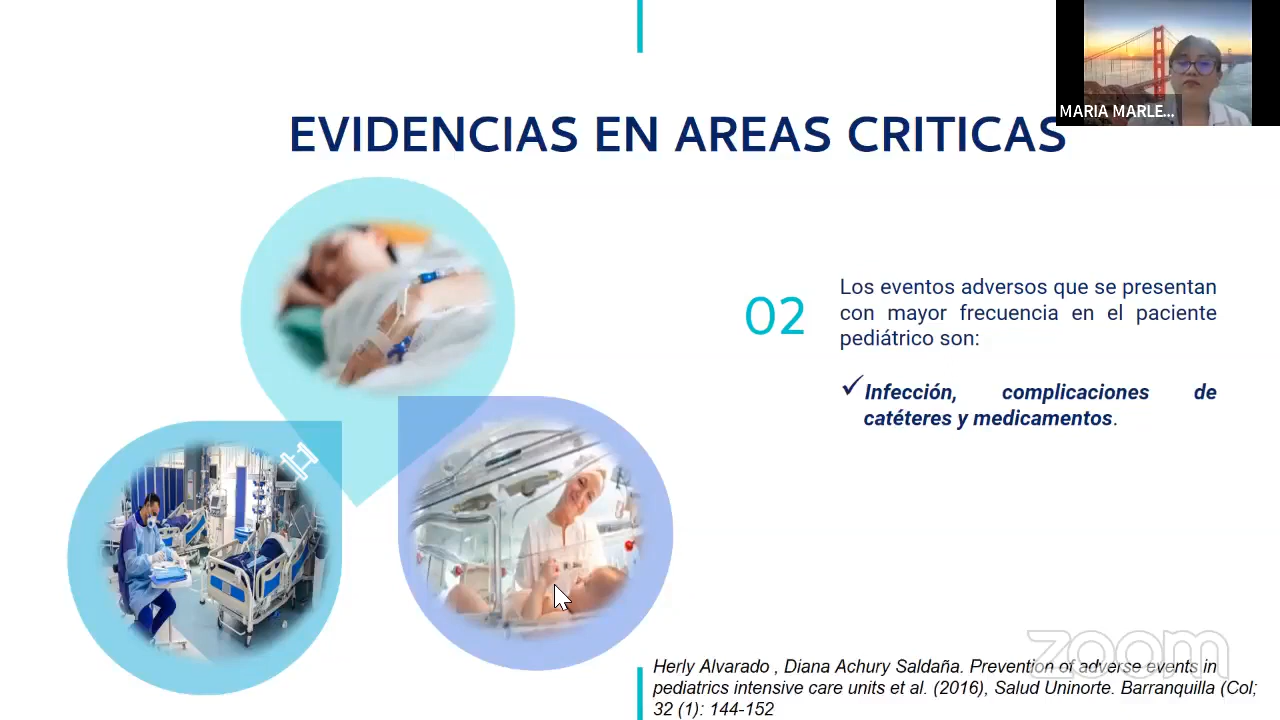 MARIA MARLE...
EVIDENCIAS EN AREAS CRITICAS
02
Los eventos adversos que se presentan
con mayor frecuencia en el paciente
pediátrico son:
✓Infección, complicaciones de
catéteres y medicamentos.
zoom
Herly Alvarado , Diana Achury Saldaña. Prevention of adverse events in
pediatrics intensive care units et al. (2016), Salud Uninorte. Barranquilla (Col;
32 (1): 144-152